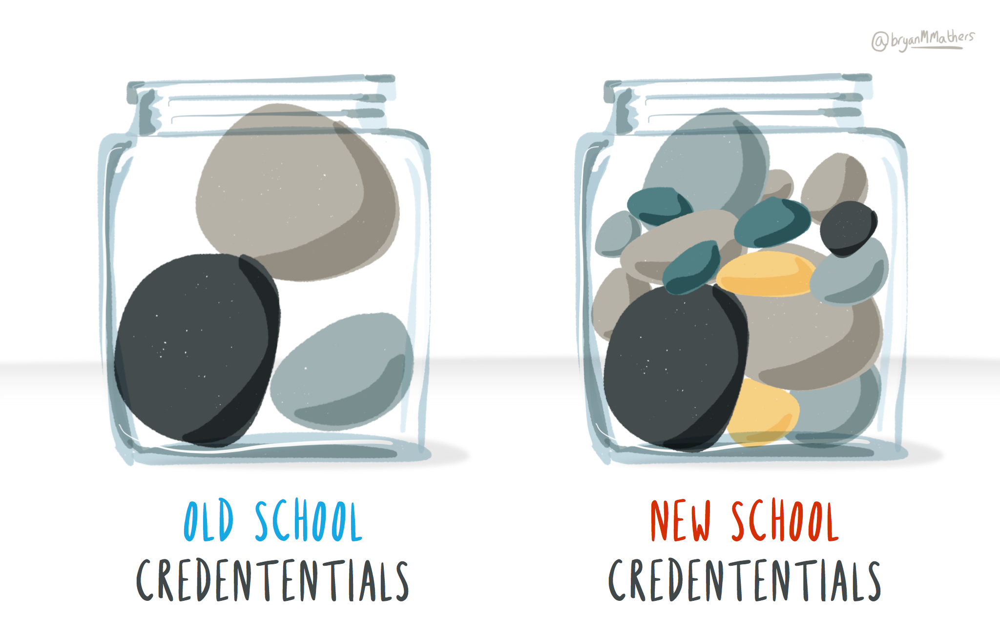 @bryanMMathers
OLD SCHOOL
CREDENTENTIALS
NEW SCHOOL
CREDENTENTIALS